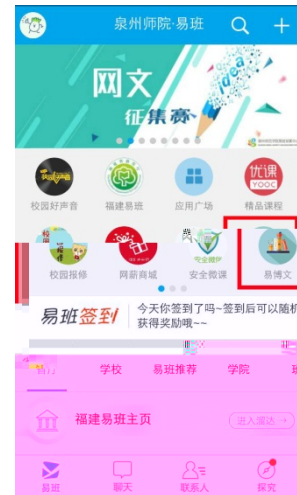 泉州师院·易班
网文
征集赛
idea
优课
YOOC
校园好声音
福建易班
应用广场
精品课程
校园报修
网薪商城
安全微课
易博文
易班签到
今天你签到了吗~签到后可以随机
获得奖励哦~~
学校
易班推荐
学院
福建易班主页
进入溜达
易班
聊天
联系人
探究